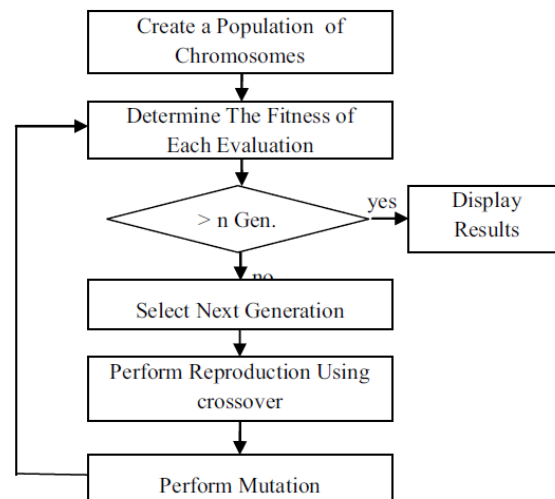 Create a Population of
Chromosomes
Determine The Fitness of
Each Evaluation
> n Gen.
yes
Display
Results
no
Select Next Generation
Perform Reproduction Using
crossover
Perform Mutation